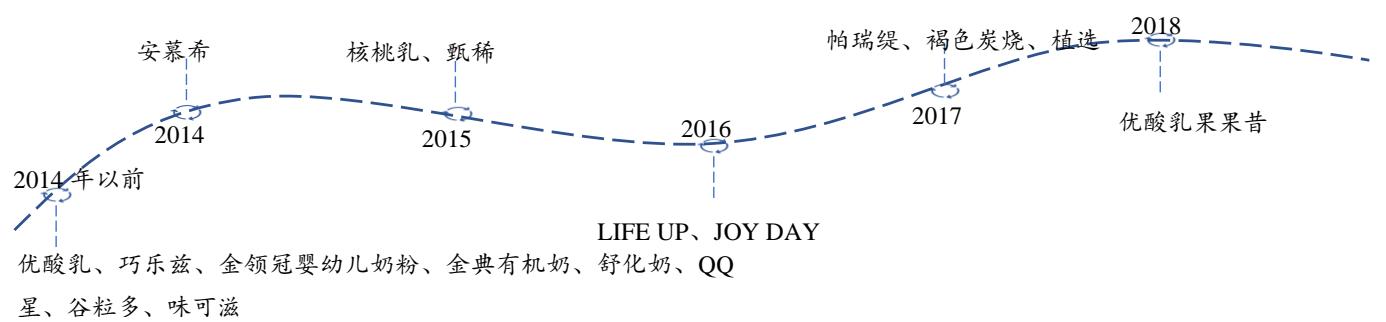 2018
帕瑞缇、褐色炭烧、植选
安慕希
核桃乳、甄稀
2014
2015
2016
2017
优酸乳果果昔
2014 年以前
LIFE UP、JOY DAY
优酸乳、巧乐兹、金领冠婴幼儿奶粉、金典有机奶、舒化奶、QQ
星、谷粒多、味可滋